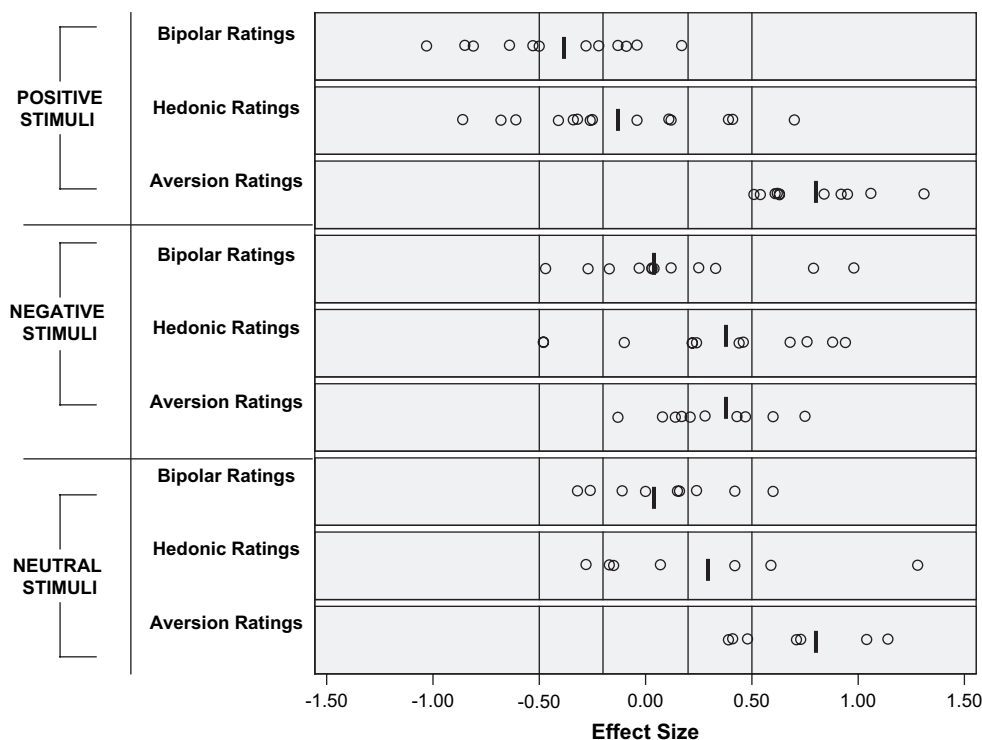 POSITIVE
STIMULI
Bipolar Ratings
Hedonic Ratings
Aversion Ratings
NEGATIVE
STIMULI
Bipolar Ratings
Hedonic Ratings
Aversion Ratings
NEUTRAL
STIMULI
Bipolar Ratings
Hedonic Ratings
Aversion Ratings
-1.50 -1.00 -0.50 0.00 0.50 1.00 1.50
Effect Size